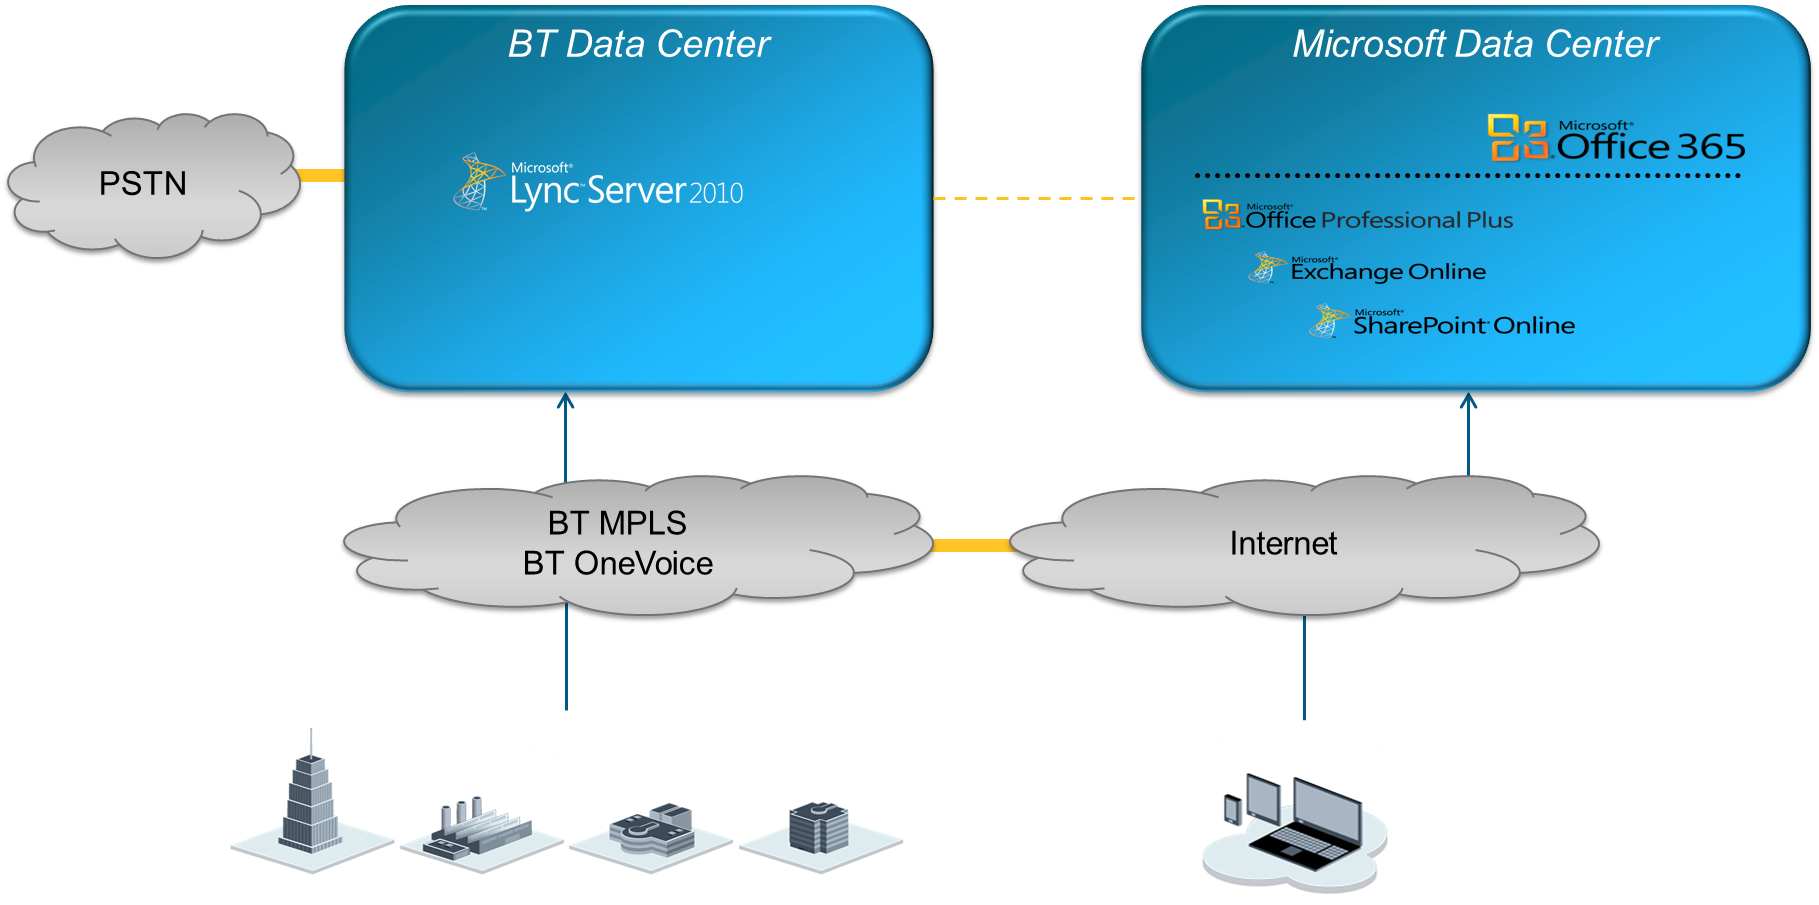 BT Data Center
Microsoft Data Center
PSTN
Microsoft®
Lync™ Server 2010
Microsoft®
Office 365
Microsoft®
Office Professional Plus
Microsoft®
Exchange Online
Microsoft®
SharePoint® Online
BT MPLS
BT OneVoice
Internet